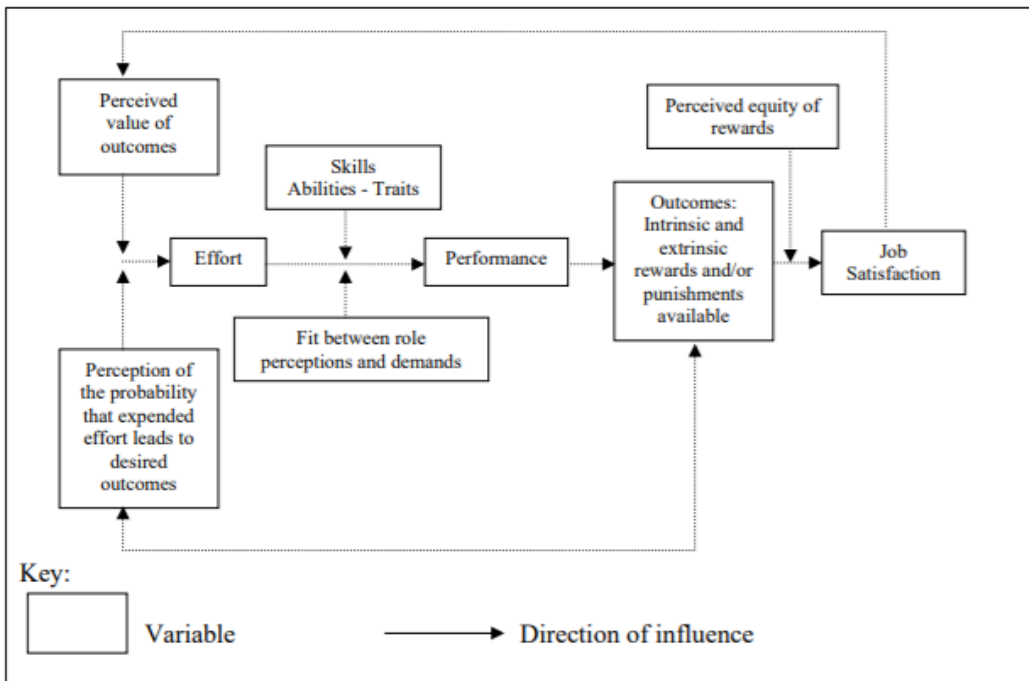 Perceived
value of
outcomes
Perceived equity of
rewards
Skills
Abilities - Traits
Outcomes:
Intrinsic and
extrinsic
rewards and/or
punishments
available
Effort
Performance
Job
Satisfaction
Fit between role
perceptions and demands
Perception of
the probability
that expended
effort leads to
desired
outcomes
Key:
Variable
Direction of influence